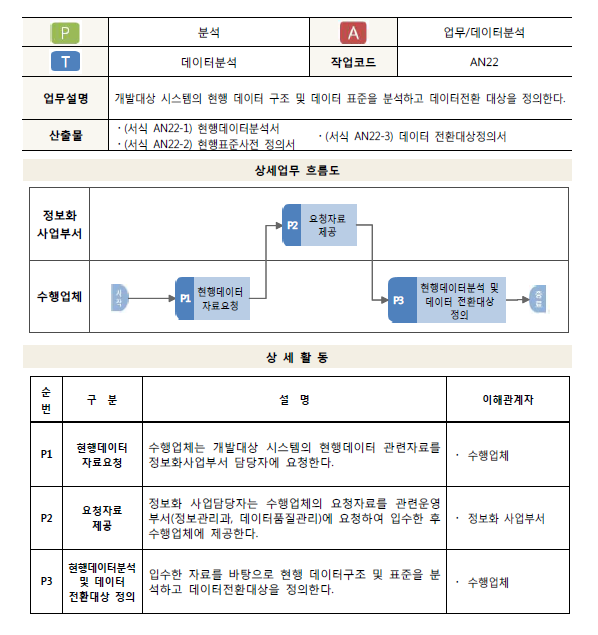 P 분석 A 업무/데이터분석
T 데이터분석 작업코드 AN22
업무설명 개발대상 시스템의 현행 데이터 구조 및 데이터 표준을 분석하고 데이터전환 대상을 정의한다.
산출물
· (서식 AN22-1) 현행데이터분석서
· (서식 AN22-2) 현행표준사전 정의서
· (서식 AN22-3) 데이터 전환대상정의서
상세업무 흐름도
정보화
사업부서
P2
요청자료
제공
수행업체
시
작
P1
현행데이터
자료요청
P3
현행데이터분석 및
데이터 전환대상
정의
종
료
상 세 활 동
순
번
구 분
설 명
이해관계자
P1
현행데이터
자료요청
수행업체는 개발대상 시스템의 현행데이터 관련자료를
정보화사업부서 담당자에 요청한다.
· 수행업체
P2
요청자료
제공
정보화 사업담당자는 수행업체의 요청자료를 관련운영
부서(정보관리과, 데이터품질관리)에 요청하여 입수한 후
수행업체에 제공한다.
· 정보화 사업부서
P3
현행데이터분석
및 데이터
전환대상 정의
입수한 자료를 바탕으로 현행 데이터구조 및 표준을 분
석하고 데이터전환대상을 정의한다.
· 수행업체